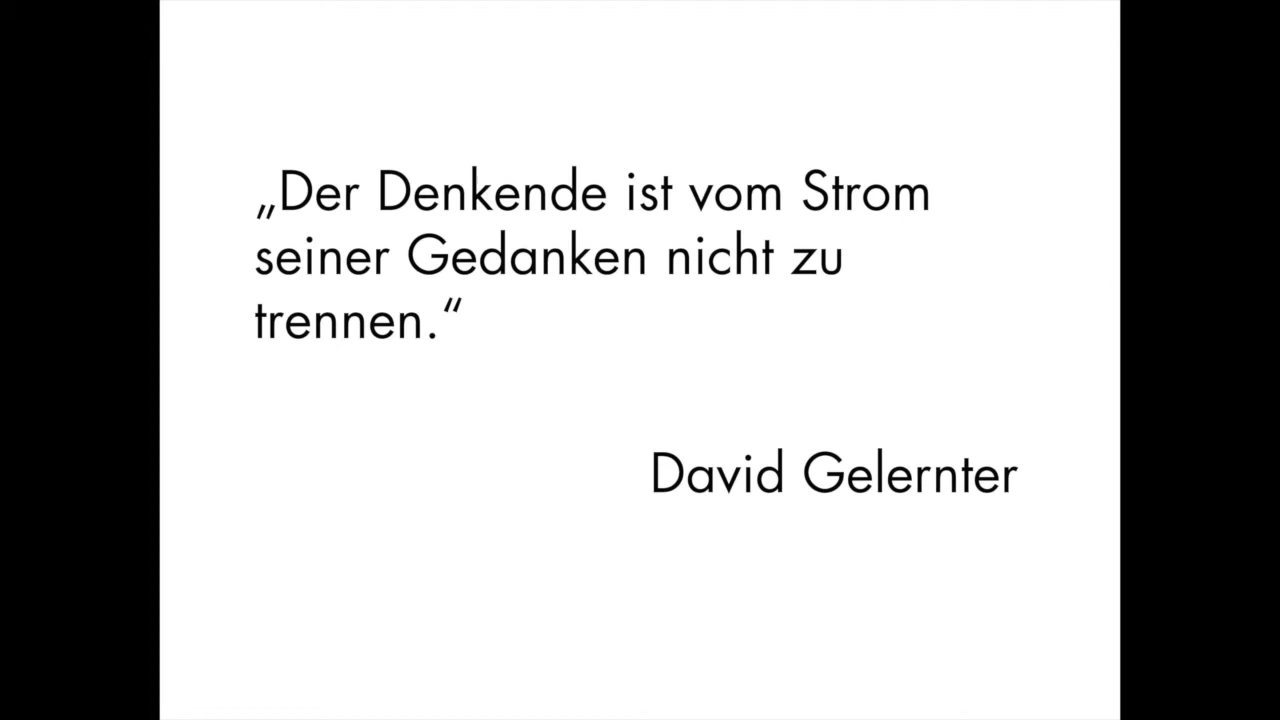 „Der Denkende ist vom Strom
seiner Gedanken nicht zu
trennen.“
David Gelernter